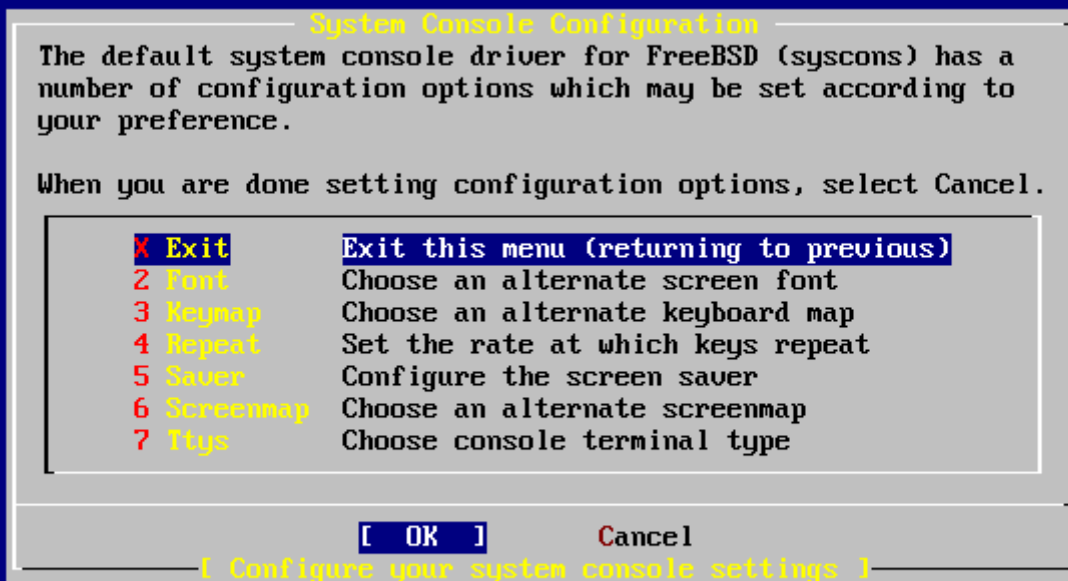 System Console Configuration
The default system console driver for FreeBSD (syscons) has a
number of configuration options which may be set according to
your preference.
When you are done setting configuration options, select Cancel.
X Exit Exit this menu (returning to previous)
2 Font Choose an alternate screen font
3 Keymap Choose an alternate keyboard map
4 Repeat Set the rate at which keys repeat
5 Saver Configure the screen saver
6 Screenmap Choose an alternate screenmap
7 Ttys Choose console terminal type
[ OK ] Cancel
[ Configure your system console settings ]